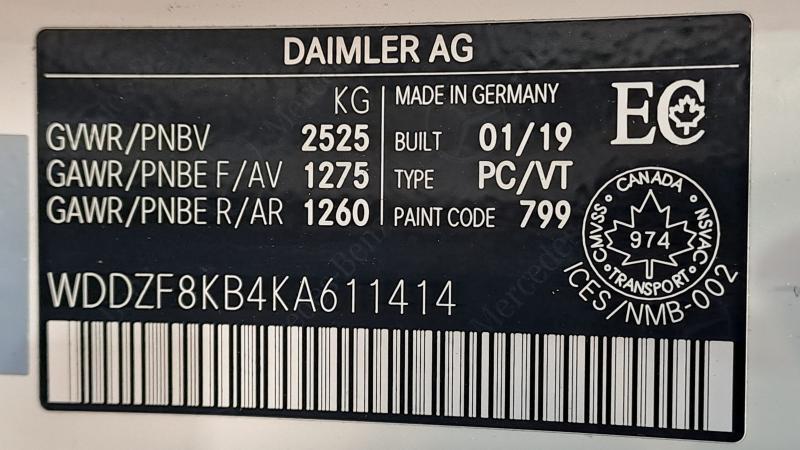 DAIMLER AG
KG
GVWR/PNBV 2525
GAWR/PNBE F/AV 1275
GAWR/PNBE R/AR 1260
MADE IN GERMANY
BUILT 01/19
TYPE PC/VT
PAINT CODE 799
EC
CANADA
CMVSS 974 NSVAC
TRANSPORT
ICES/NMB-002
WDDZF8KB4KA611414